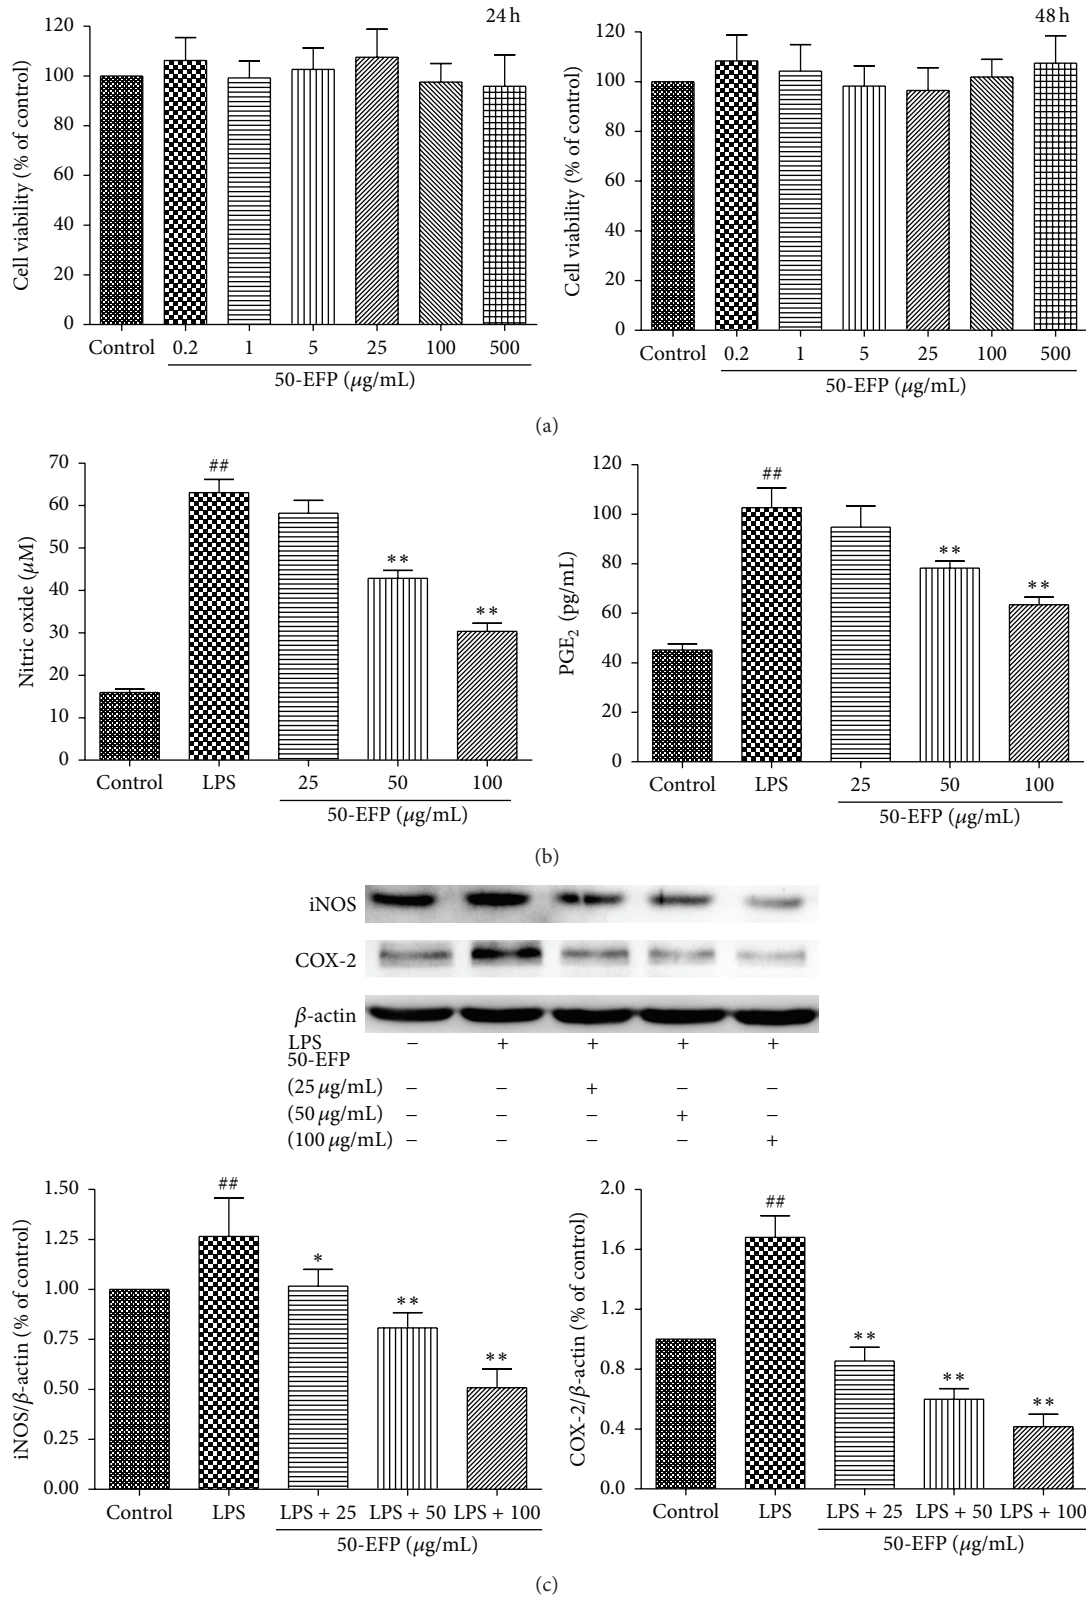 24 h
Cell viability (% of control)
120
100
80
60
40
20
0
Control 0.2 1 5 25 100 500
50-EFP (μg/mL)
48 h
Cell viability (% of control)
120
100
80
60
40
20
0
Control 0.2 1 5 25 100 500
50-EFP (μg/mL)
(a)
Nitric oxide (μM)
70
60
50
40
30
20
10
0
##
**
**
Control LPS 25 50 100
50-EFP (μg/mL)
PGE2 (pg/mL)
120
100
80
60
40
20
0
##
**
**
Control LPS 25 50 100
50-EFP (μg/mL)
(b)
iNOS
COX-2
β-actin
LPS − + + + +
50-EFP
(25 μg/mL) − − + − −
(50 μg/mL) − − − + −
(100 μg/mL) − − − − +
iNOS/β-actin (% of control)
1.50
1.25
1.00
0.75
0.50
0.25
0.00
##
*
**
**
Control LPS LPS + 25 LPS + 50 LPS + 100
50-EFP (μg/mL)
COX-2/β-actin (% of control)
2.0
1.6
1.2
0.8
0.4
0.0
##
**
**
**
Control LPS LPS + 25 LPS + 50 LPS + 100
50-EFP (μg/mL)
(c)